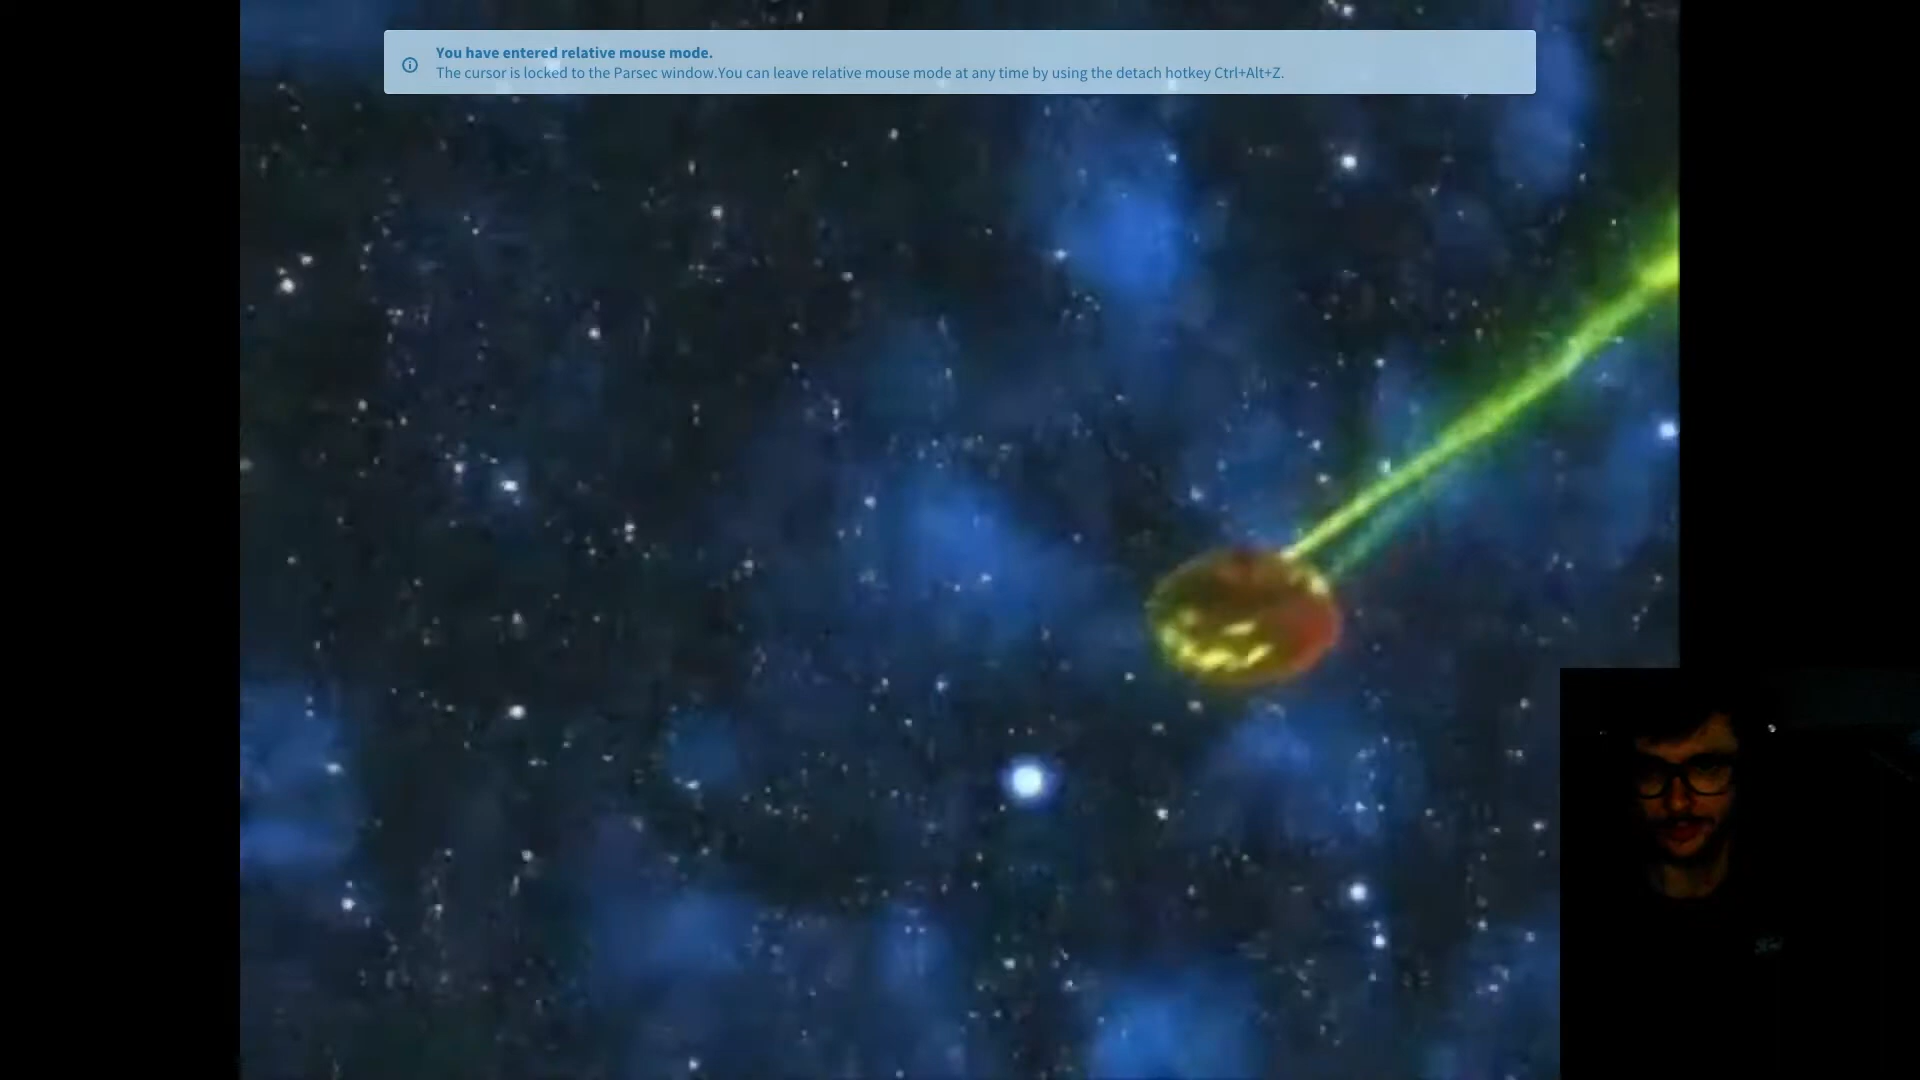 You have entered relative mouse mode.
The cursor is locked to the Parsec window.You can leave relative mouse mode at any time by using the detach hotkey Ctrl+Alt+Z.